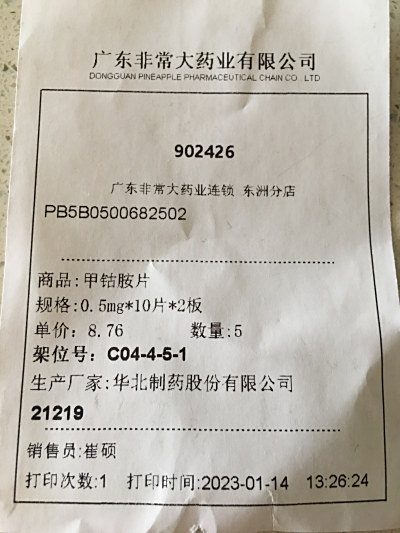 广东非常大药业有限公司
DONGGUAN PINEAPPLE PHARMACEUTICAL CHAIN CO . LTD
902426
广东非常大药业连锁 东洲分店
PB5B0500682502
商品:甲钴胺片
规格:0.5mg*10片*2板
单价: 8.76 数量:5
架位号: C04-4-5-1
生产厂家:华北制药股份有限公司
21219
销售员:崔硕
打印次数:1 打印时间:2023-01-14 13:26:24